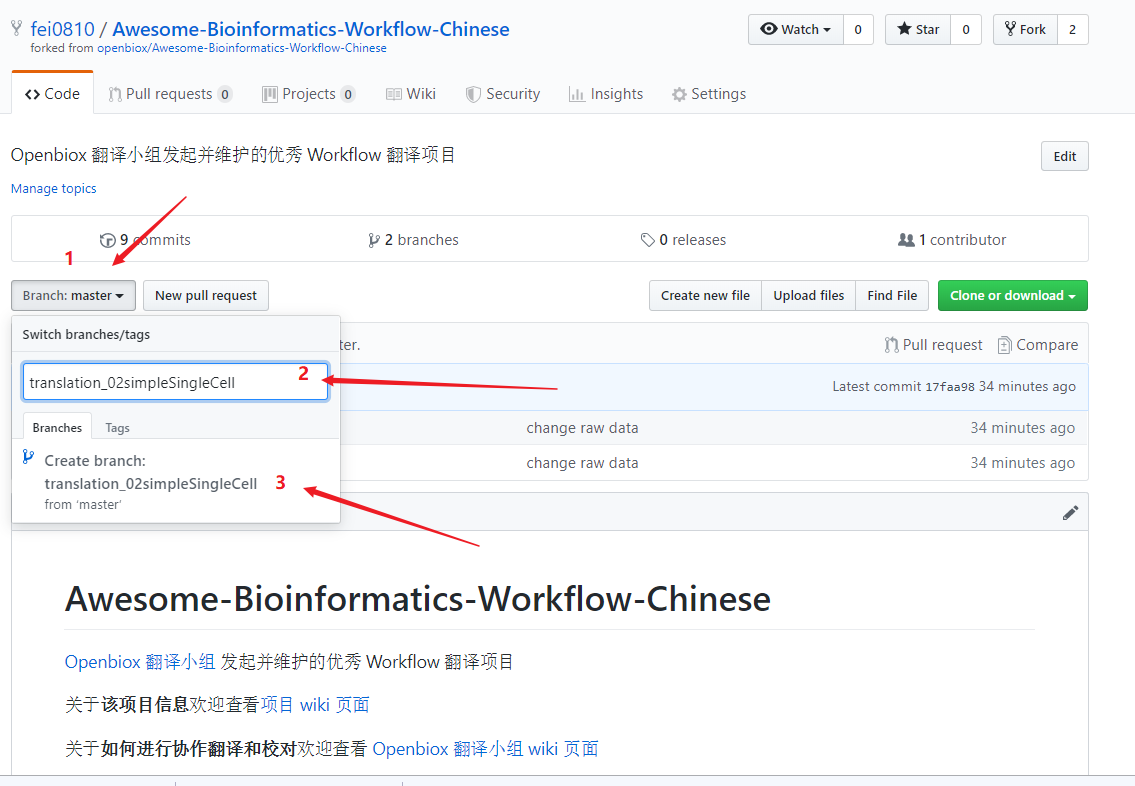 fei0810 / Awesome-Bioinformatics-Workflow-Chinese
forked from openbiox/Awesome-Bioinformatics-Workflow-Chinese
Watch 0 Star 0 Fork 2
Code Pull requests 0 Projects 0 Wiki Security Insights Settings
Openbiox 翻译小组发起并维护的优秀 Workflow 翻译项目
Edit
Manage topics
9 commits 2 branches 0 releases 1 contributor
1
Branch: master New pull request Create new file Upload files Find File Clone or download
Switch branches/tags
ter. Pull request Compare
translation_02simpleSingleCell 2
Latest commit 17faa98 34 minutes ago
Branches Tags
change raw data 34 minutes ago
Create branch:
translation_02simpleSingleCell 3
from ‘master’
change raw data 34 minutes ago
Awesome-Bioinformatics-Workflow-Chinese
Openbiox 翻译小组 发起并维护的优秀 Workflow 翻译项目
关于该项目信息欢迎查看项目 wiki 页面
关于如何进行协作翻译和校对欢迎查看 Openbiox 翻译小组 wiki 页面